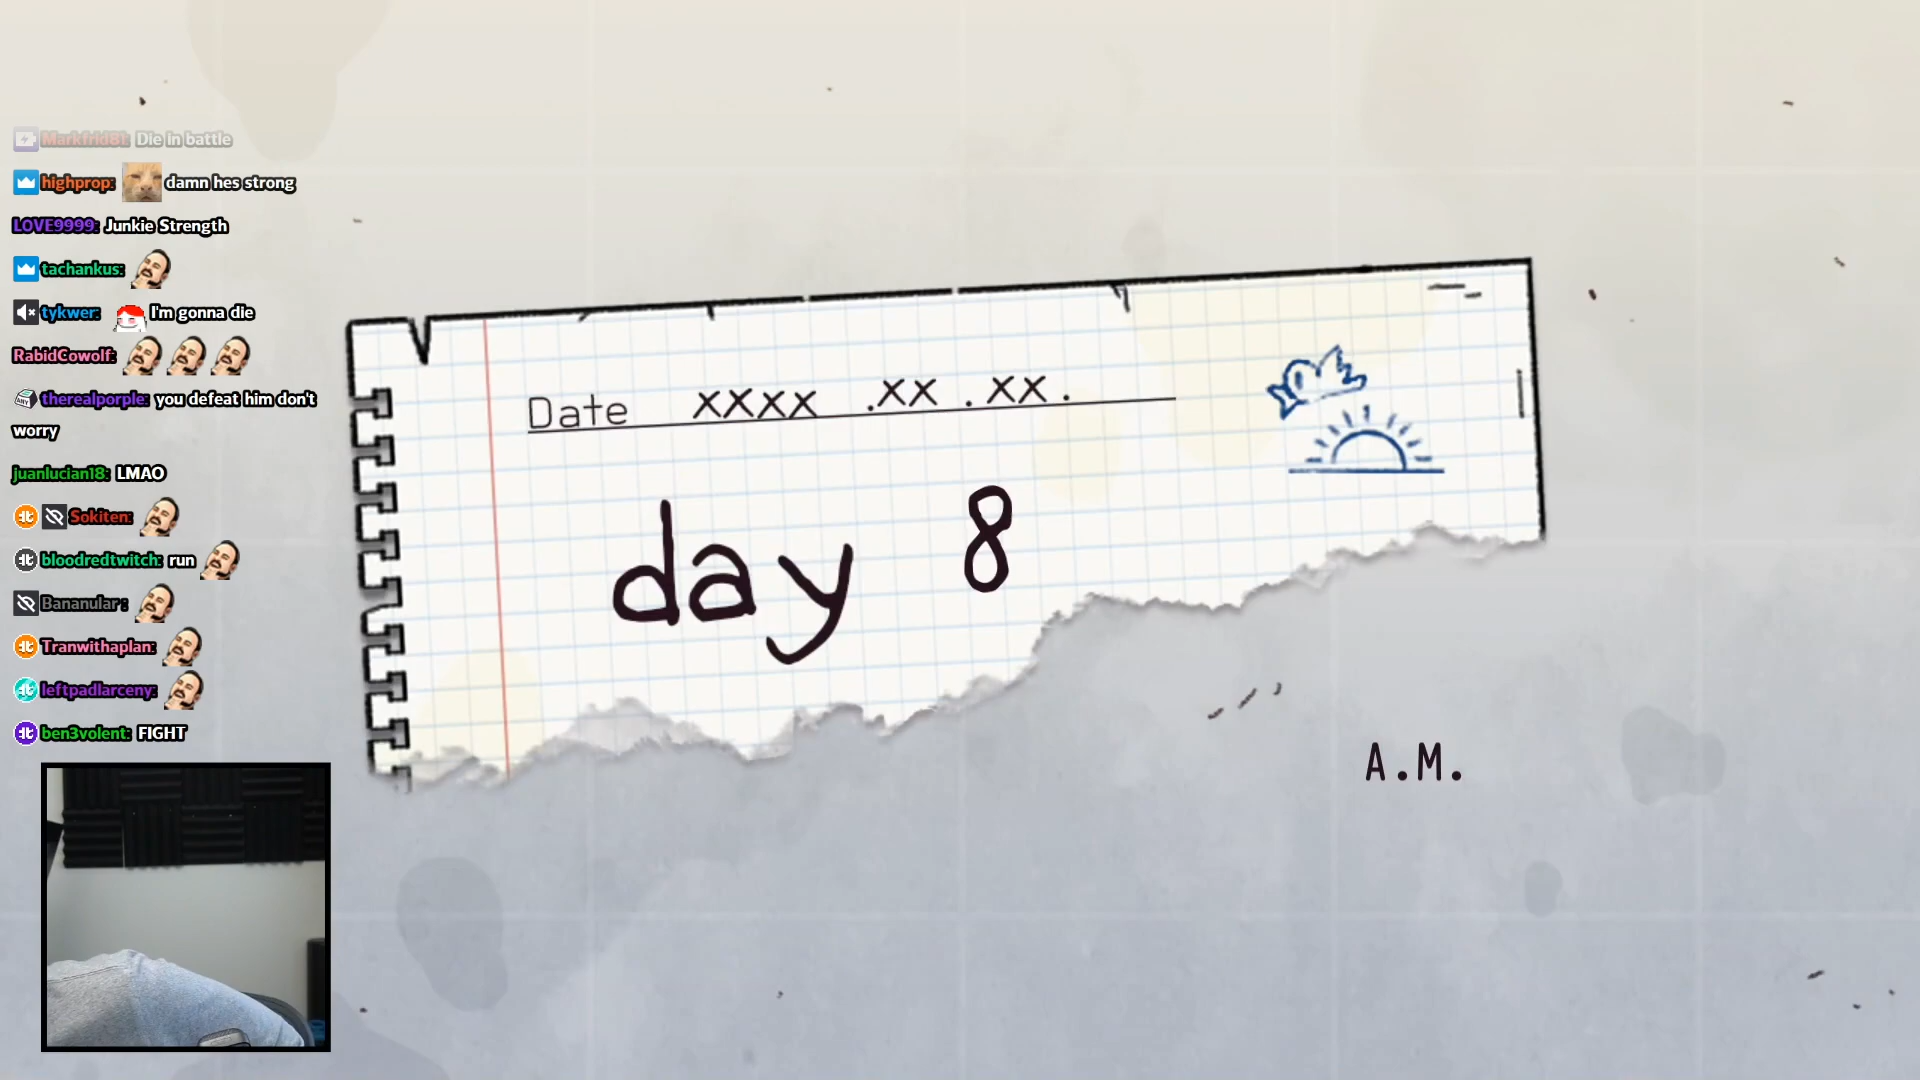 Markfrid81: Die in battle
highprop: damn hes strong
LOVE9999: Junkie Strength
tachankus:
tykwer: I'm gonna die
RabidCowolf:
therealporple: you defeat him don't
worry
juanlucian18: LMAO
Sokiten:
bloodredtwitch: run
Bananular :
Tranwithaplan:
leftpadlarceny:
ben3volent: FIGHT
Date xxxx .xx . xx .
day 8
A.M.